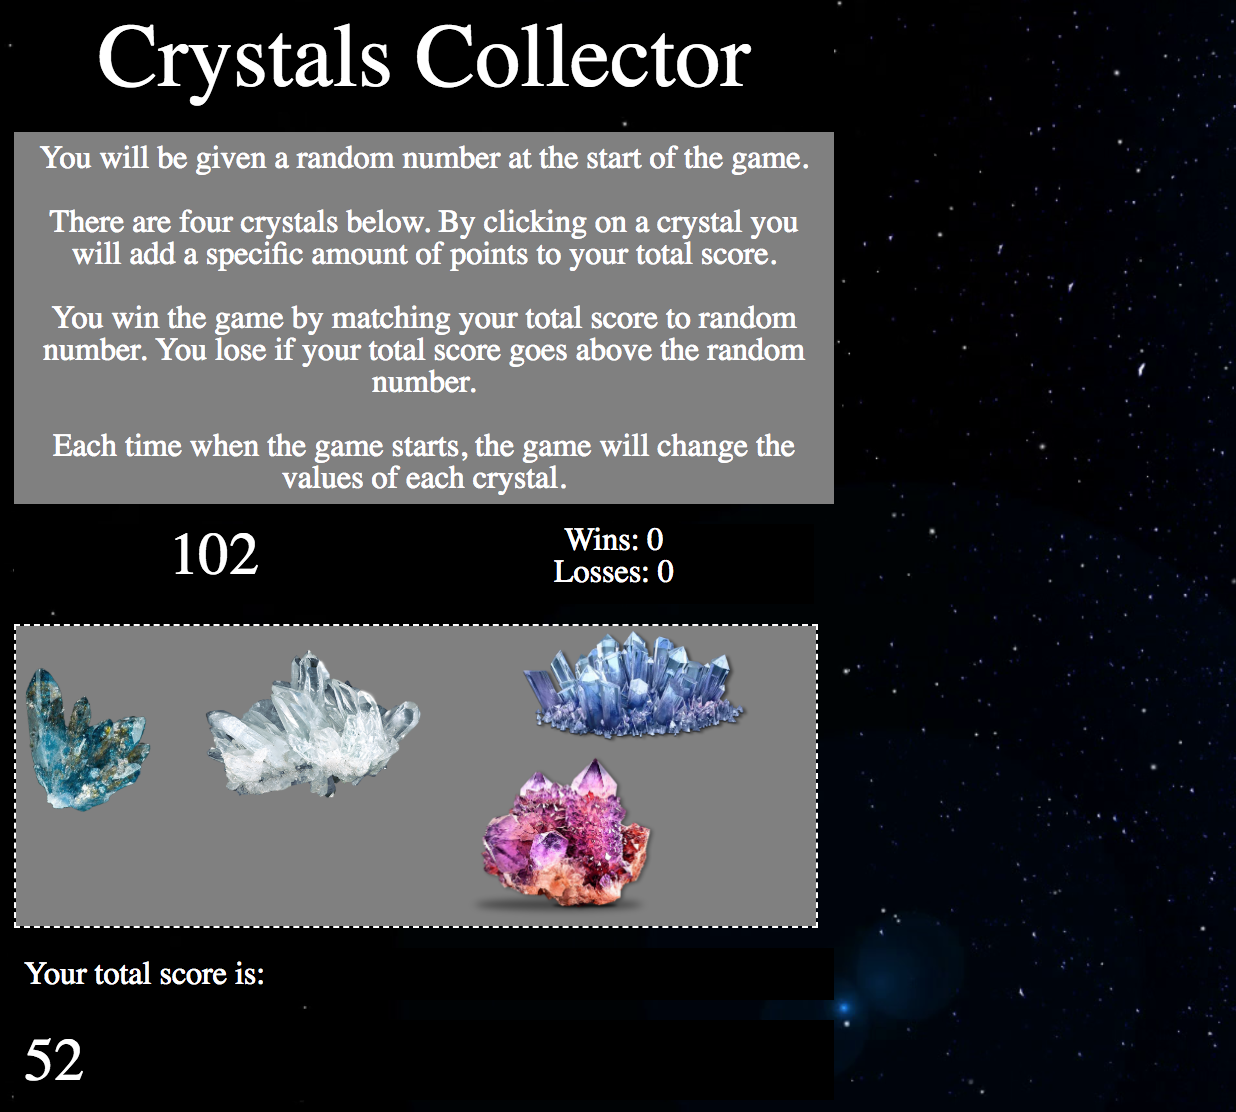 Crystals Collector
You will be given a random number at the start of the game.
There are four crystals below. By clicking on a crystal you
will add a specific amount of points to your total score.
You win the game by matching your total score to random
number. You lose if your total score goes above the random
number.
Each time when the game starts, the game will change the
values of each crystal.
102
Wins: 0
Losses: 0
Your total score is:
52